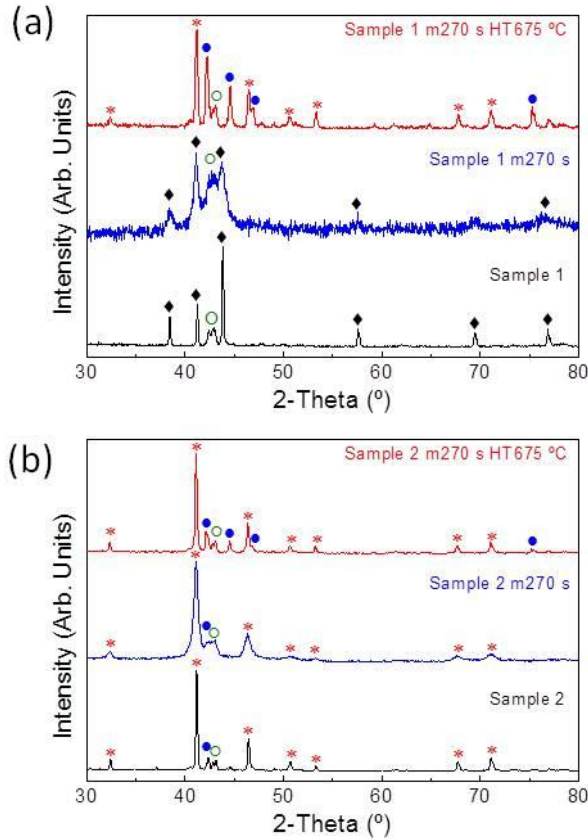 (a)
Sample 1 m270 s HT675 ºC
Sample 1 m270 s
Sample 1
Intensity (Arb. Units)
30 40 50 60 70 80
2-Theta (º)
(b)
Sample 2 m270 s HT675 ºC
Sample 2 m270 s
Sample 2
Intensity (Arb. Units)
30 40 50 60 70 80
2-Theta (º)